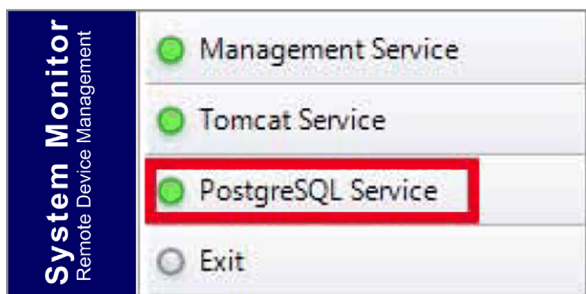 System Monitor
Remote Device Management
Management Service
Tomcat Service
PostgreSQL Service
Exit